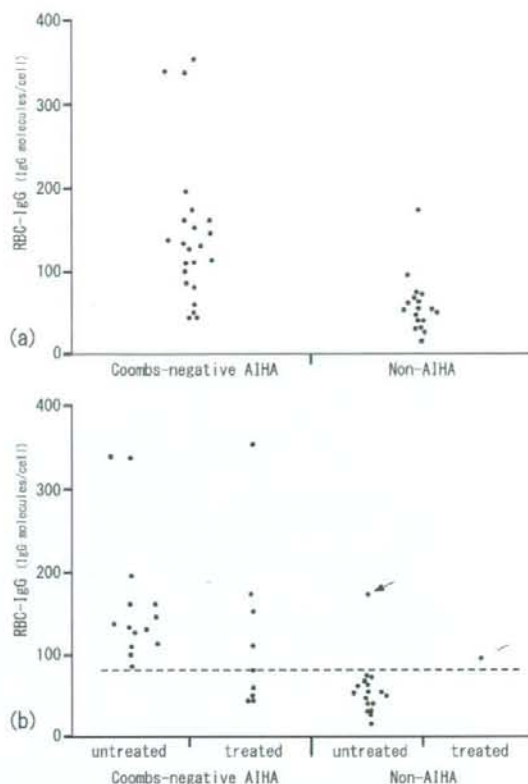 400
300
200
100
0
RBC-IgG (IgG molecules/cell)
(a)
Coombs-negative AIHA Non-AIHA
400
300
200
100
0
RBC-IgG (IgG molecules/cell)
(b)
untreated treated untreated treated
Coombs-negative AIHA Non-AIHA